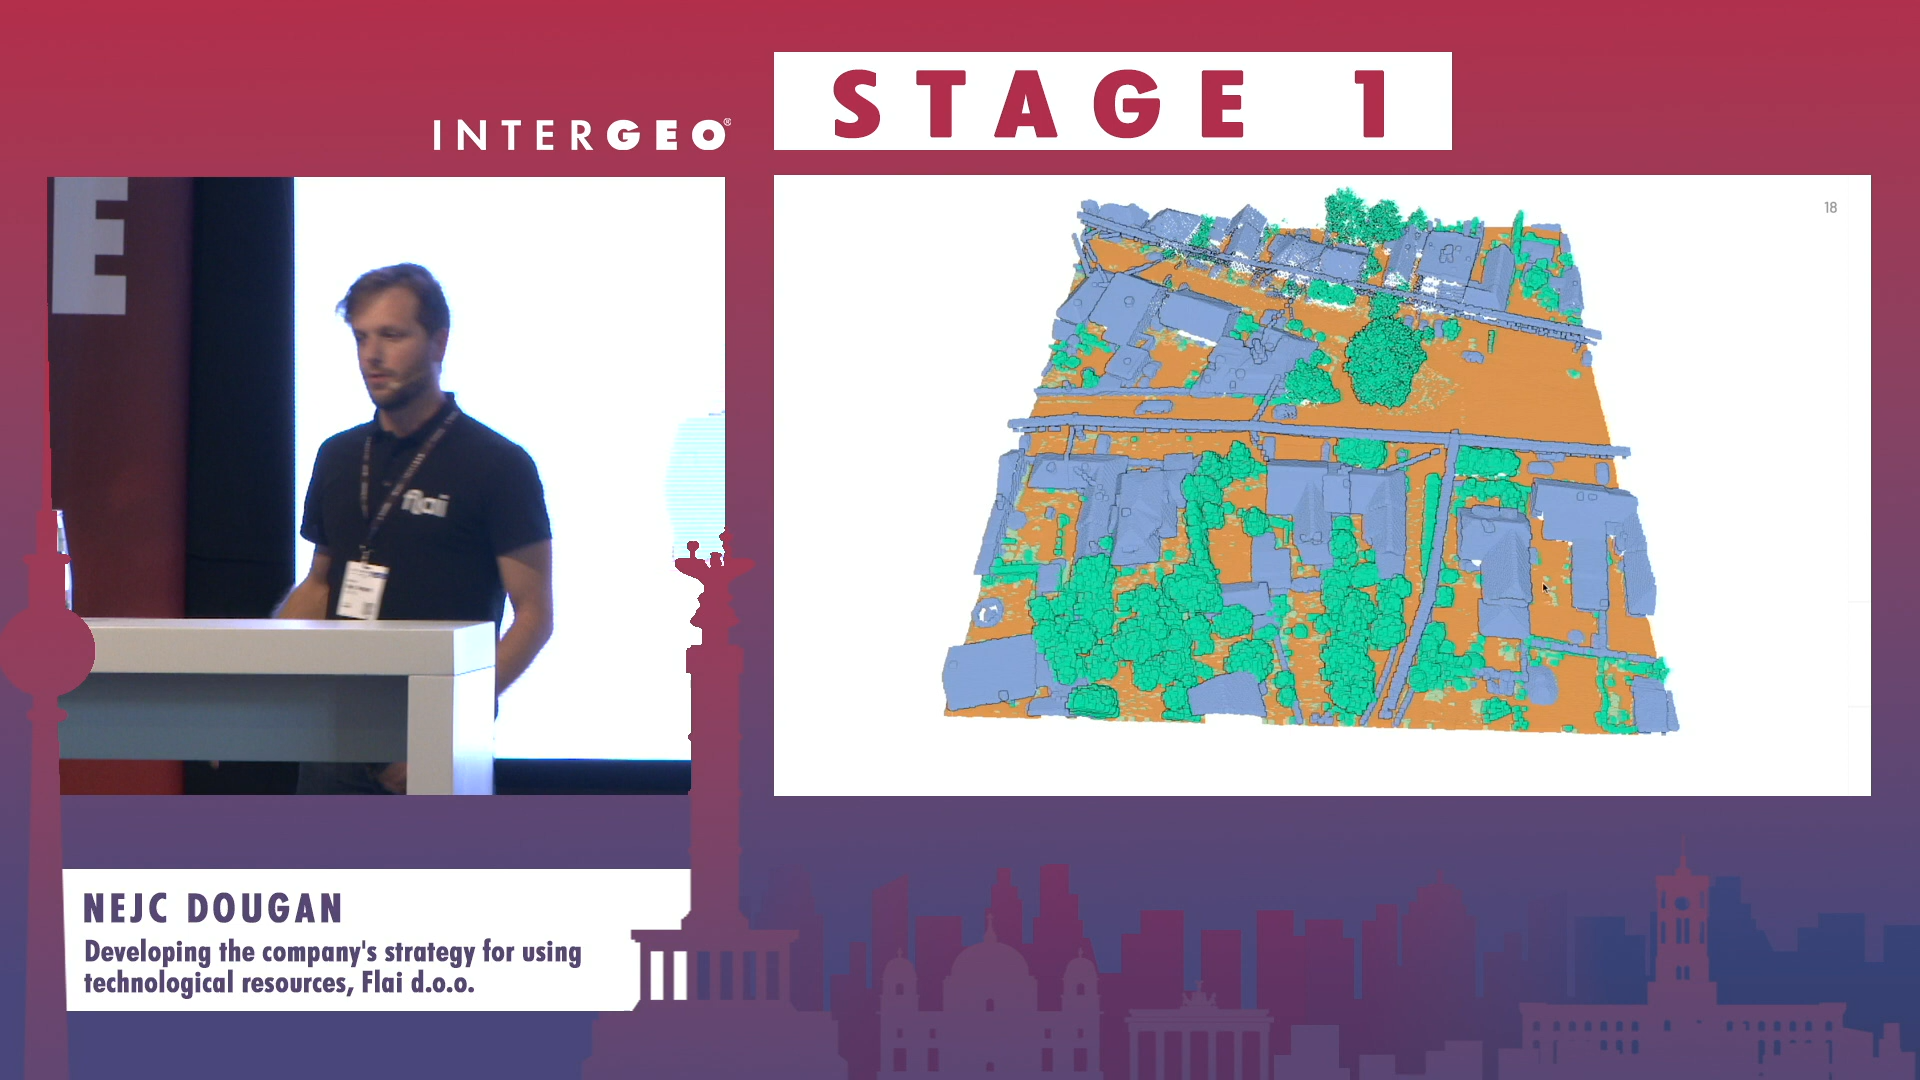 STAGE 1
INTERGEO®
E
18
flai
NEJC DOUGAN
Developing the company's strategy for using
technological resources, Flai d.o.o.